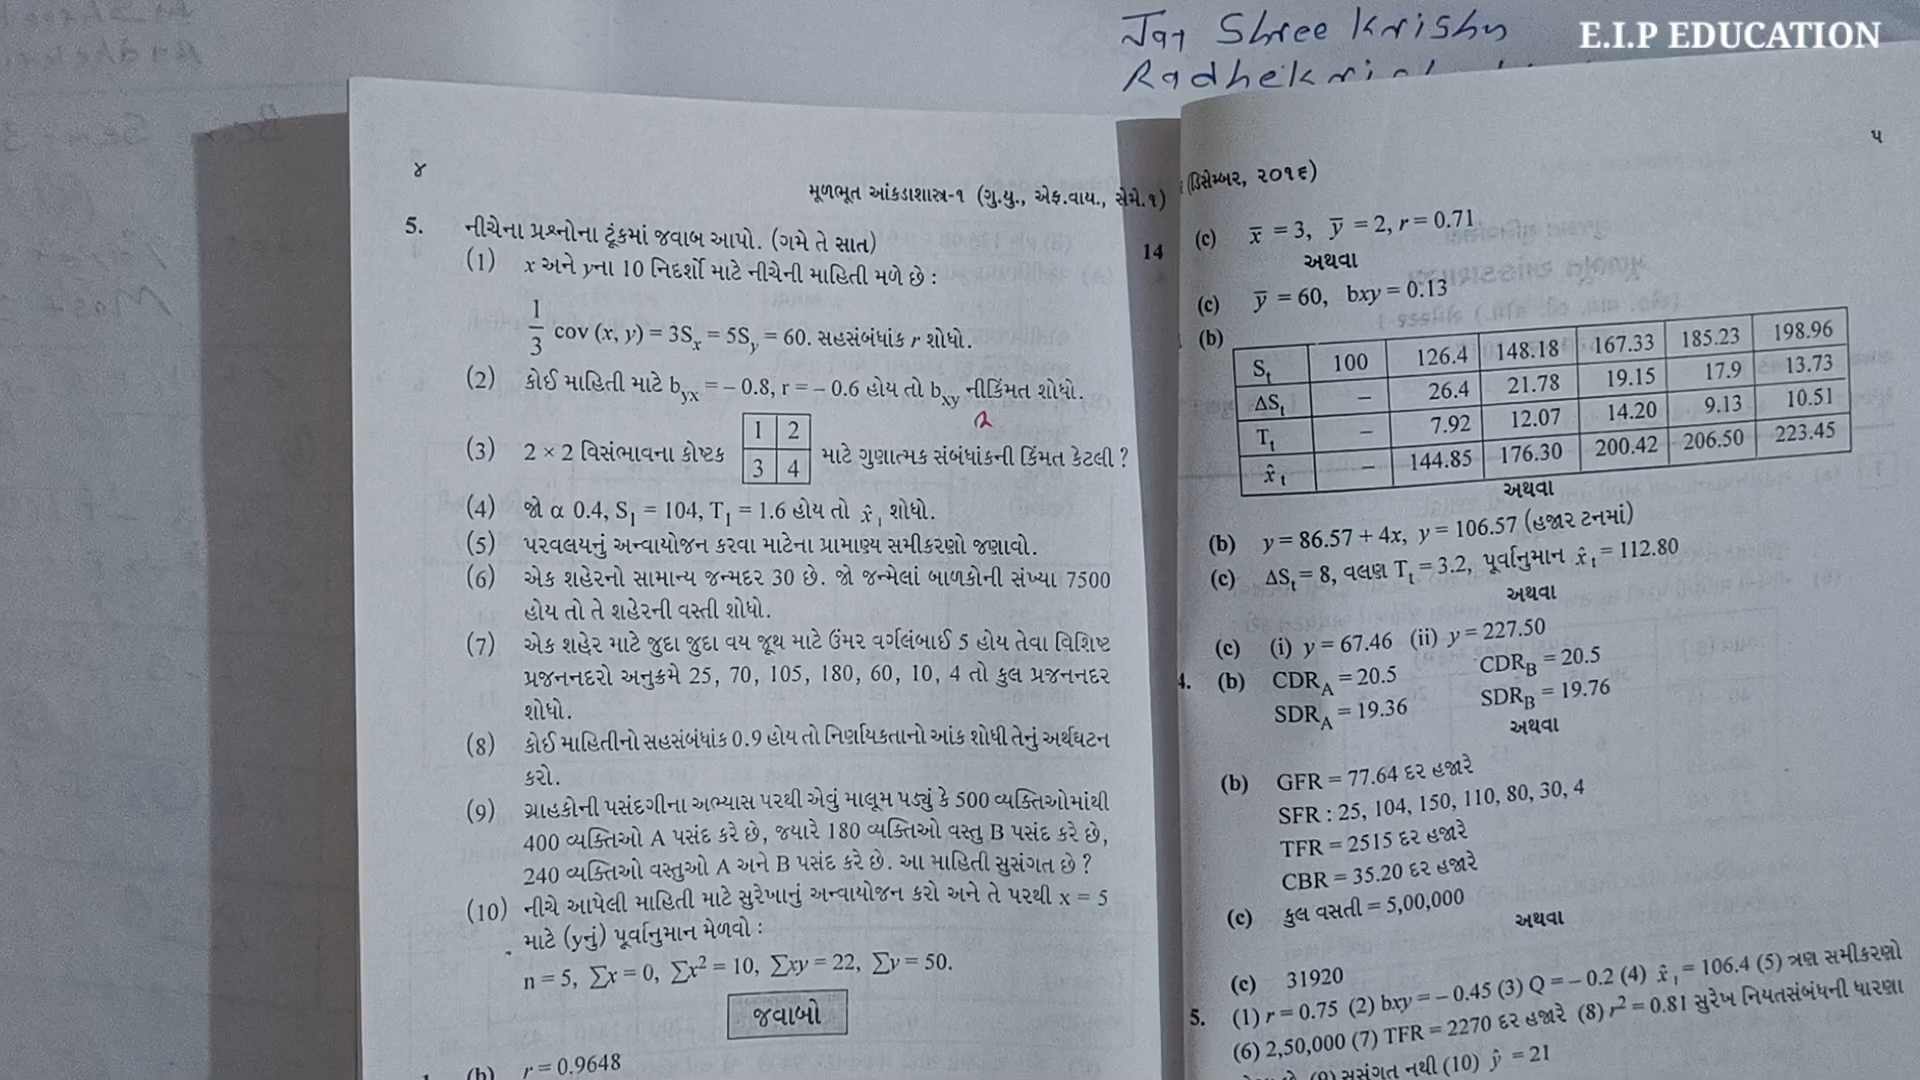 Jai Shree Krishn
E.I.P EDUCATION
૪
મૂળભૂત આંકડાશાસ્ત્ર-૧ (ગુ.યુ., એફ.વાય., સેમે.૧)
5. નીચેના પ્રશ્નોના ટૂંકમાં જવાબ આપો. (ગમે તે સાત) 14
(1) x અને yના 10 નિદર્શો માટે નીચેની માહિતી મળે છે :
1/3 cov (x, y) = 3Sₓ = 5Sᵧ = 60. સહસંબંધાંક r શોધો.
(2) કોઈ માહિતી માટે b_yx = – 0.8, r = – 0.6 હોય તો b_xy નીકિંમત શોધો.
(3) 2 × 2 વિસંભાવના કોષ્ટક 1 2 માટે ગુણાત્મક સંબંધાંકની કિંમત કેટલી ?
3 4
(4) જો α 0.4, S₁ = 104, T₁ = 1.6 હોય તો x̂₁ શોધો.
(5) પરવલયનું અન્વાયોજન કરવા માટેના પ્રામાણ્ય સમીકરણો જણાવો.
(6) એક શહેરનો સામાન્ય જન્મદર 30 છે. જો જન્મેલાં બાળકોની સંખ્યા 7500
હોય તો તે શહેરની વસ્તી શોધો.
(7) એક શહેર માટે જુદા જુદા વય જૂથ માટે ઉંમર વર્ગલંબાઈ 5 હોય તેવા વિશિષ્ટ
પ્રજનનદરો અનુક્રમે 25, 70, 105, 180, 60, 10, 4 તો કુલ પ્રજનનદર
શોધો.
(8) કોઈ માહિતીનો સહસંબંધાંક 0.9 હોય તો નિર્ણાયકતાનો આંક શોધી તેનું અર્થઘટન
કરો.
(9) ગ્રાહકોની પસંદગીના અભ્યાસ પરથી એવું માલૂમ પડ્યું કે 500 વ્યક્તિઓમાંથી
400 વ્યક્તિઓ A પસંદ કરે છે, જ્યારે 180 વ્યક્તિઓ વસ્તુ B પસંદ કરે છે,
240 વ્યક્તિઓ વસ્તુઓ A અને B પસંદ કરે છે. આ માહિતી સુસંગત છે ?
(10) નીચે આપેલી માહિતી માટે સુરેખાનું અન્વાયોજન કરો અને તે પરથી x = 5
માટે (yનું) પૂર્વાનુમાન મેળવો :
n = 5, ∑x = 0, ∑x² = 10, ∑xy = 22, ∑y = 50.
જવાબો
(b) r = 0.9648
(ડિસેમ્બર, ૨૦૧૬)
૫
(c) x̄ = 3, ȳ = 2, r = 0.71
અથવા
(c) ȳ = 60, bxy = 0.13
(b)
Sₜ 100 126.4 148.18 167.33 185.23 198.96
ΔSₜ – 26.4 21.78 19.15 17.9 13.73
Tₜ – 7.92 12.07 14.20 9.13 10.51
x̂ₜ – 144.85 176.30 200.42 206.50 223.45
અથવા
(b) y = 86.57 + 4x, y = 106.57 (હજાર ટનમાં)
(c) ΔSₜ = 8, વલણ Tₜ = 3.2, પૂર્વાનુમાન x̂ₜ = 112.80
અથવા
(c) (i) y = 67.46 (ii) y = 227.50
4. (b) CDR_A = 20.5 CDR_B = 20.5
SDR_A = 19.36 SDR_B = 19.76
અથવા
(b) GFR = 77.64 દર હજારે
SFR : 25, 104, 150, 110, 80, 30, 4
TFR = 2515 દર હજારે
CBR = 35.20 દર હજારે
(c) કુલ વસતી = 5,00,000
અથવા
(c) 31920
5. (1) r = 0.75 (2) bxy = – 0.45 (3) Q = – 0.2 (4) x̂₁ = 106.4 (5) ત્રણ સમીકરણો
(6) 2,50,000 (7) TFR = 2270 દર હજારે (8) r² = 0.81 સુરેખ નિયતસંબંધની ધારણા
(9) સુસંગત નથી (10) ŷ = 21